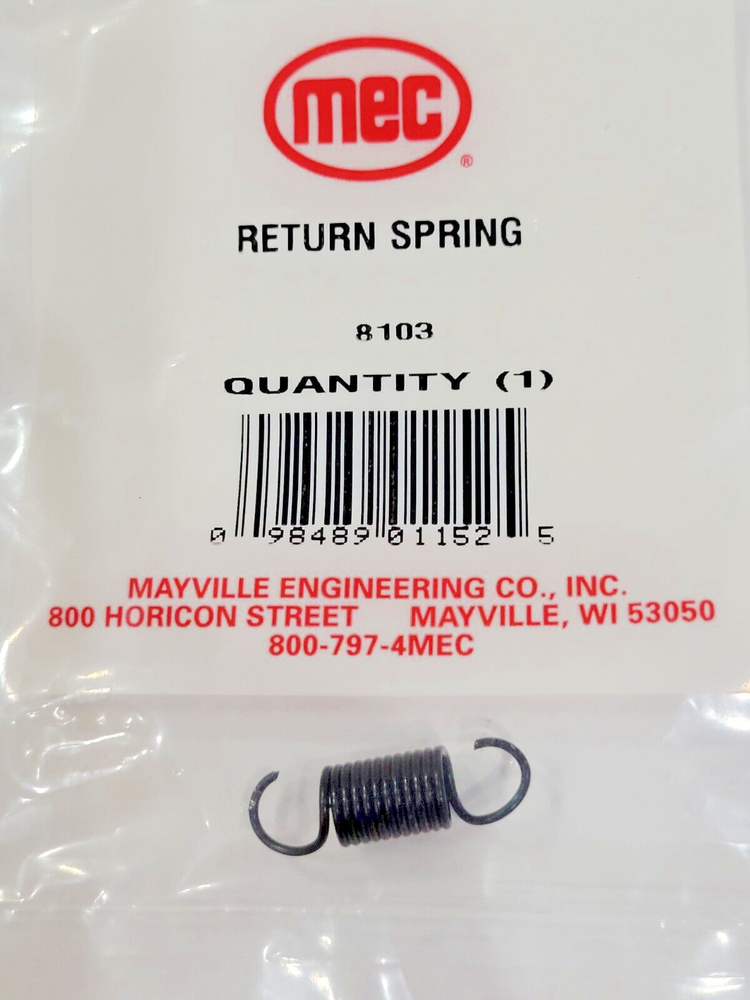 mec
®
RETURN SPRING
8103
QUANTITY (1)
0 98489 01152 5
MAYVILLE ENGINEERING CO., INC.
800 HORICON STREET MAYVILLE, WI 53050
800-797-4MEC